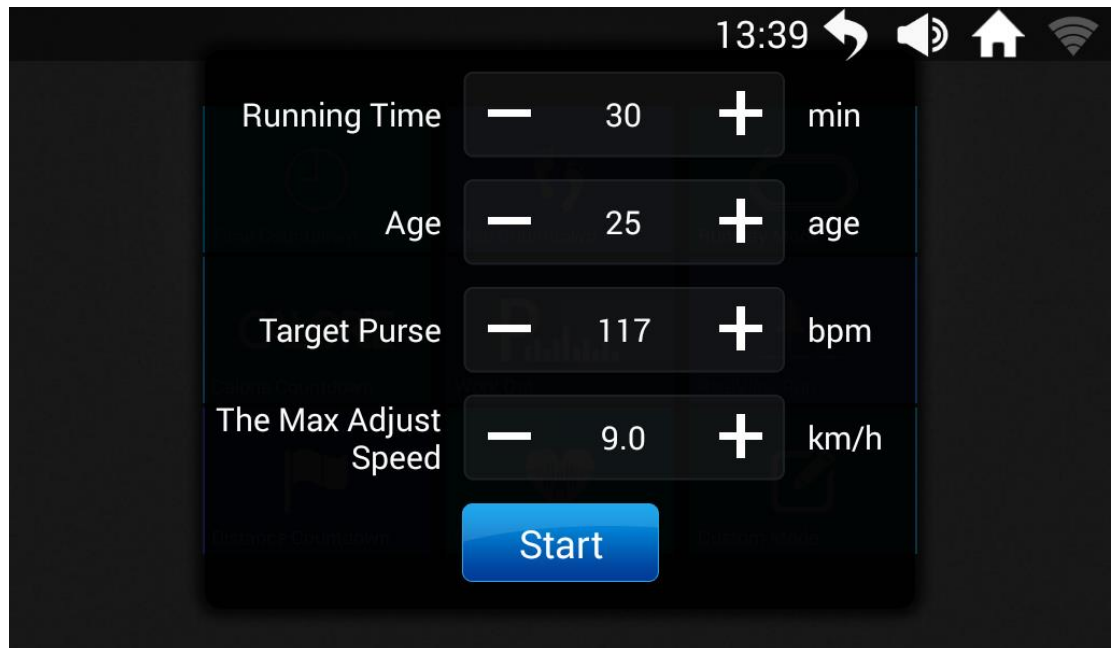 13:39
Running Time 30 min
Age 25 age
Target Purse 117 bpm
The Max Adjust
Speed 9.0 km/h
Start